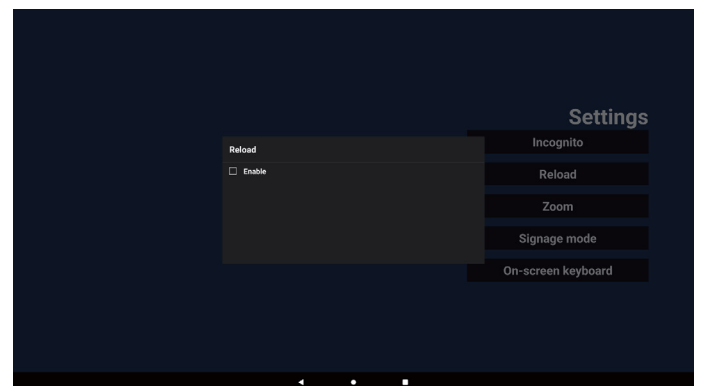 Settings
Incognito
Reload
Zoom
Signage mode
On-screen keyboard
Reload
Enable